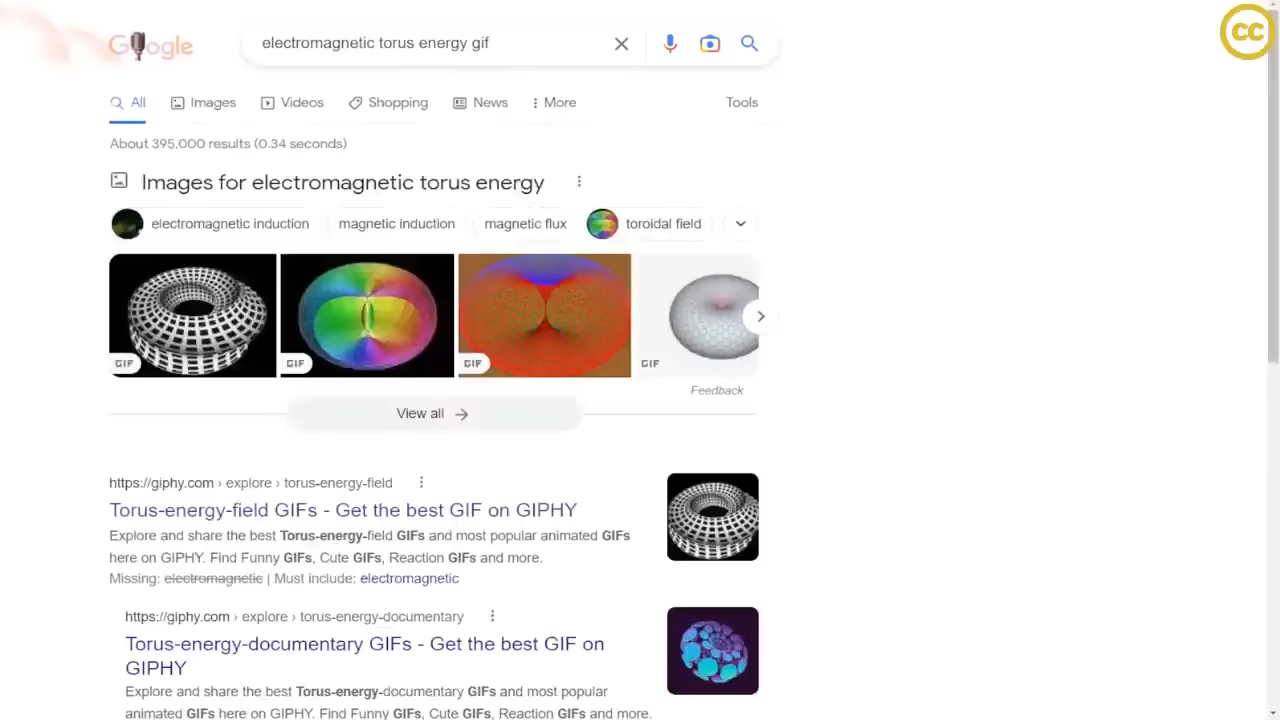 Google
electromagnetic torus energy gif
CC
All
Images
Videos
Shopping
News
More
Tools
About 395,000 results (0.34 seconds)
Images for electromagnetic torus energy
electromagnetic induction
magnetic induction
magnetic flux
toroidal field
GIF
GIF
GIF
GIF
Feedback
View all
https://giphy.com › explore › torus-energy-field
Torus-energy-field GIFs - Get the best GIF on GIPHY
Explore and share the best Torus-energy-field GIFs and most popular animated GIFs
here on GIPHY. Find Funny GIFs, Cute GIFs, Reaction GIFs and more.
Missing: electromagnetic | Must include: electromagnetic
https://giphy.com › explore › torus-energy-documentary
Torus-energy-documentary GIFs - Get the best GIF on
GIPHY
Explore and share the best Torus-energy-documentary GIFs and most popular
animated GIFs here on GIPHY. Find Funny GIFs, Cute GIFs, Reaction GIFs and more.